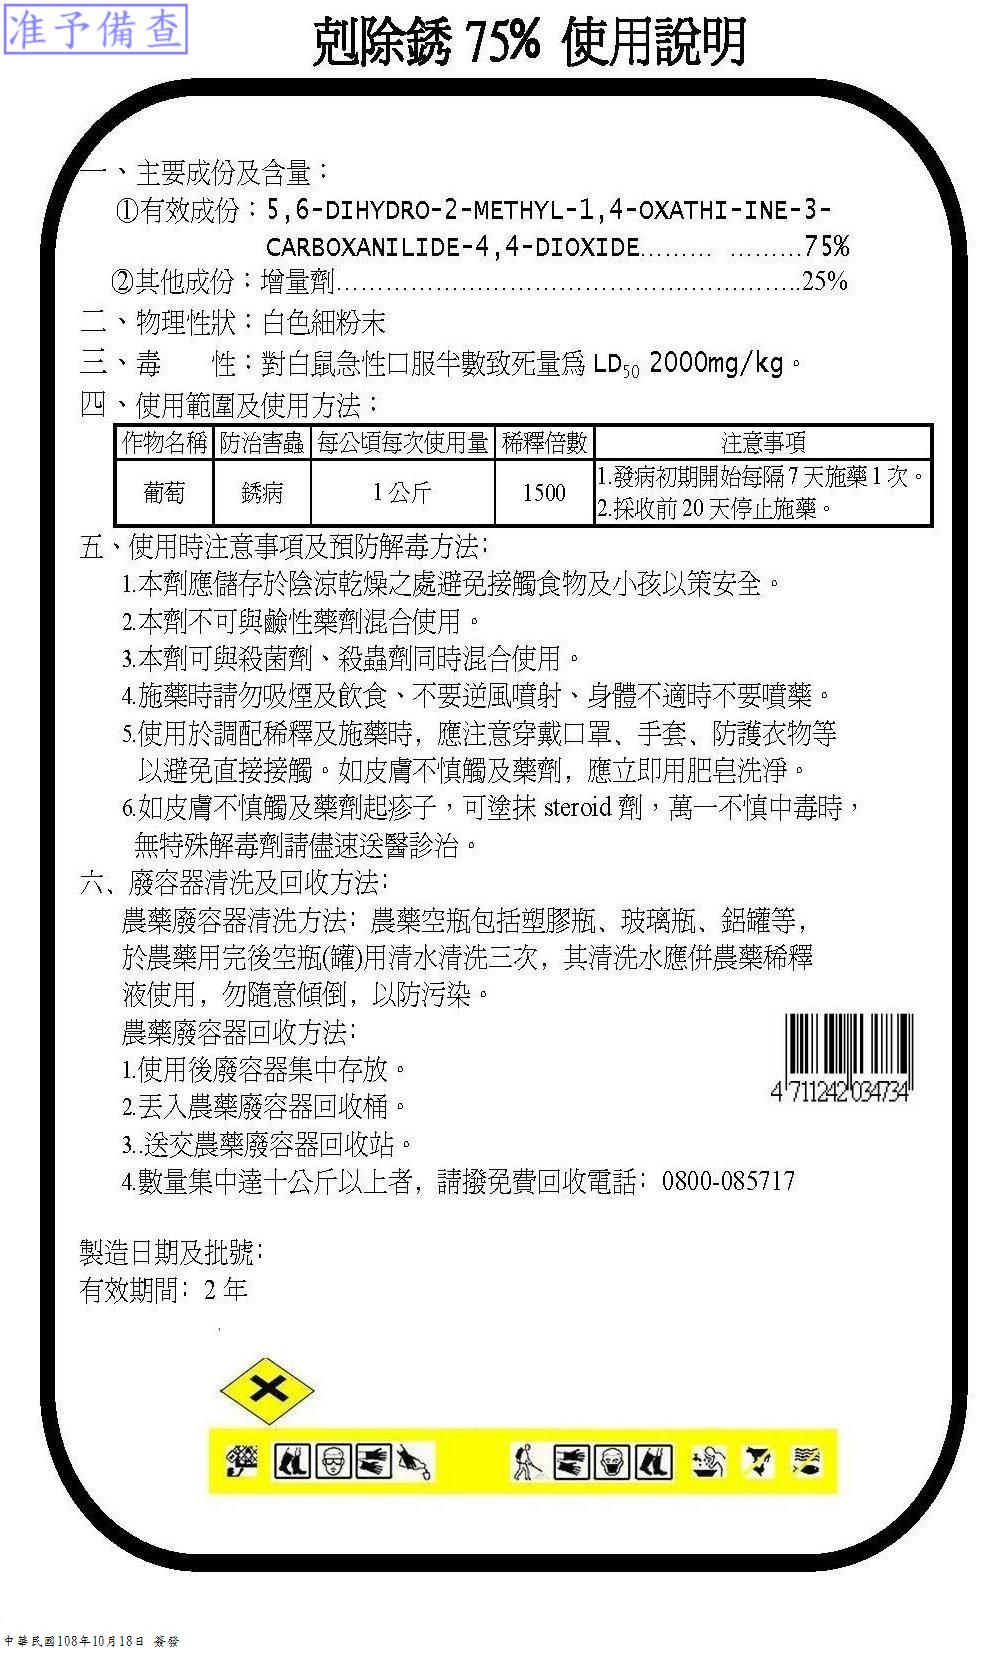 准予備查
剋除銹 75% 使用說明
一、主要成份及含量：
①有效成份：5,6-DIHYDRO-2-METHYL-1,4-OXATHI-INE-3-
CARBOXANILIDE-4,4-DIOXIDE……… ………75%
②其他成份：增量劑………………………………………………25%
二、物理性狀：白色細粉末
三、毒　　性：對白鼠急性口服半數致死量為 LD50 2000mg/kg。
四、使用範圍及使用方法：
作物名稱 防治害蟲 每公頃每次使用量 稀釋倍數 注意事項
葡萄 銹病 1公斤 1500 1.發病初期開始每隔7天施藥1次。
2.採收前20天停止施藥。
五、使用時注意事項及預防解毒方法:
1.本劑應儲存於陰涼乾燥之處避免接觸食物及小孩以策安全。
2.本劑不可與鹼性藥劑混合使用。
3.本劑可與殺菌劑、殺蟲劑同時混合使用。
4.施藥時請勿吸煙及飲食、不要逆風噴射、身體不適時不要噴藥。
5.使用於調配稀釋及施藥時，應注意穿戴口罩、手套、防護衣物等
以避免直接接觸。如皮膚不慎觸及藥劑，應立即用肥皂洗淨。
6.如皮膚不慎觸及藥劑起疹子，可塗抹 steroid 劑，萬一不慎中毒時，
無特殊解毒劑請儘速送醫診治。
六、廢容器清洗及回收方法:
農藥廢容器清洗方法: 農藥空瓶包括塑膠瓶、玻璃瓶、鋁罐等，
於農藥用完後空瓶(罐)用清水清洗三次，其清洗水應併農藥稀釋
液使用，勿隨意傾倒，以防污染。
農藥廢容器回收方法:
1.使用後廢容器集中存放。
2.丟入農藥廢容器回收桶。
3..送交農藥廢容器回收站。
4.數量集中達十公斤以上者，請撥免費回收電話: 0800-085717
4711242034734
製造日期及批號:
有效期間: 2 年
中華民國108年10月18日 簽發